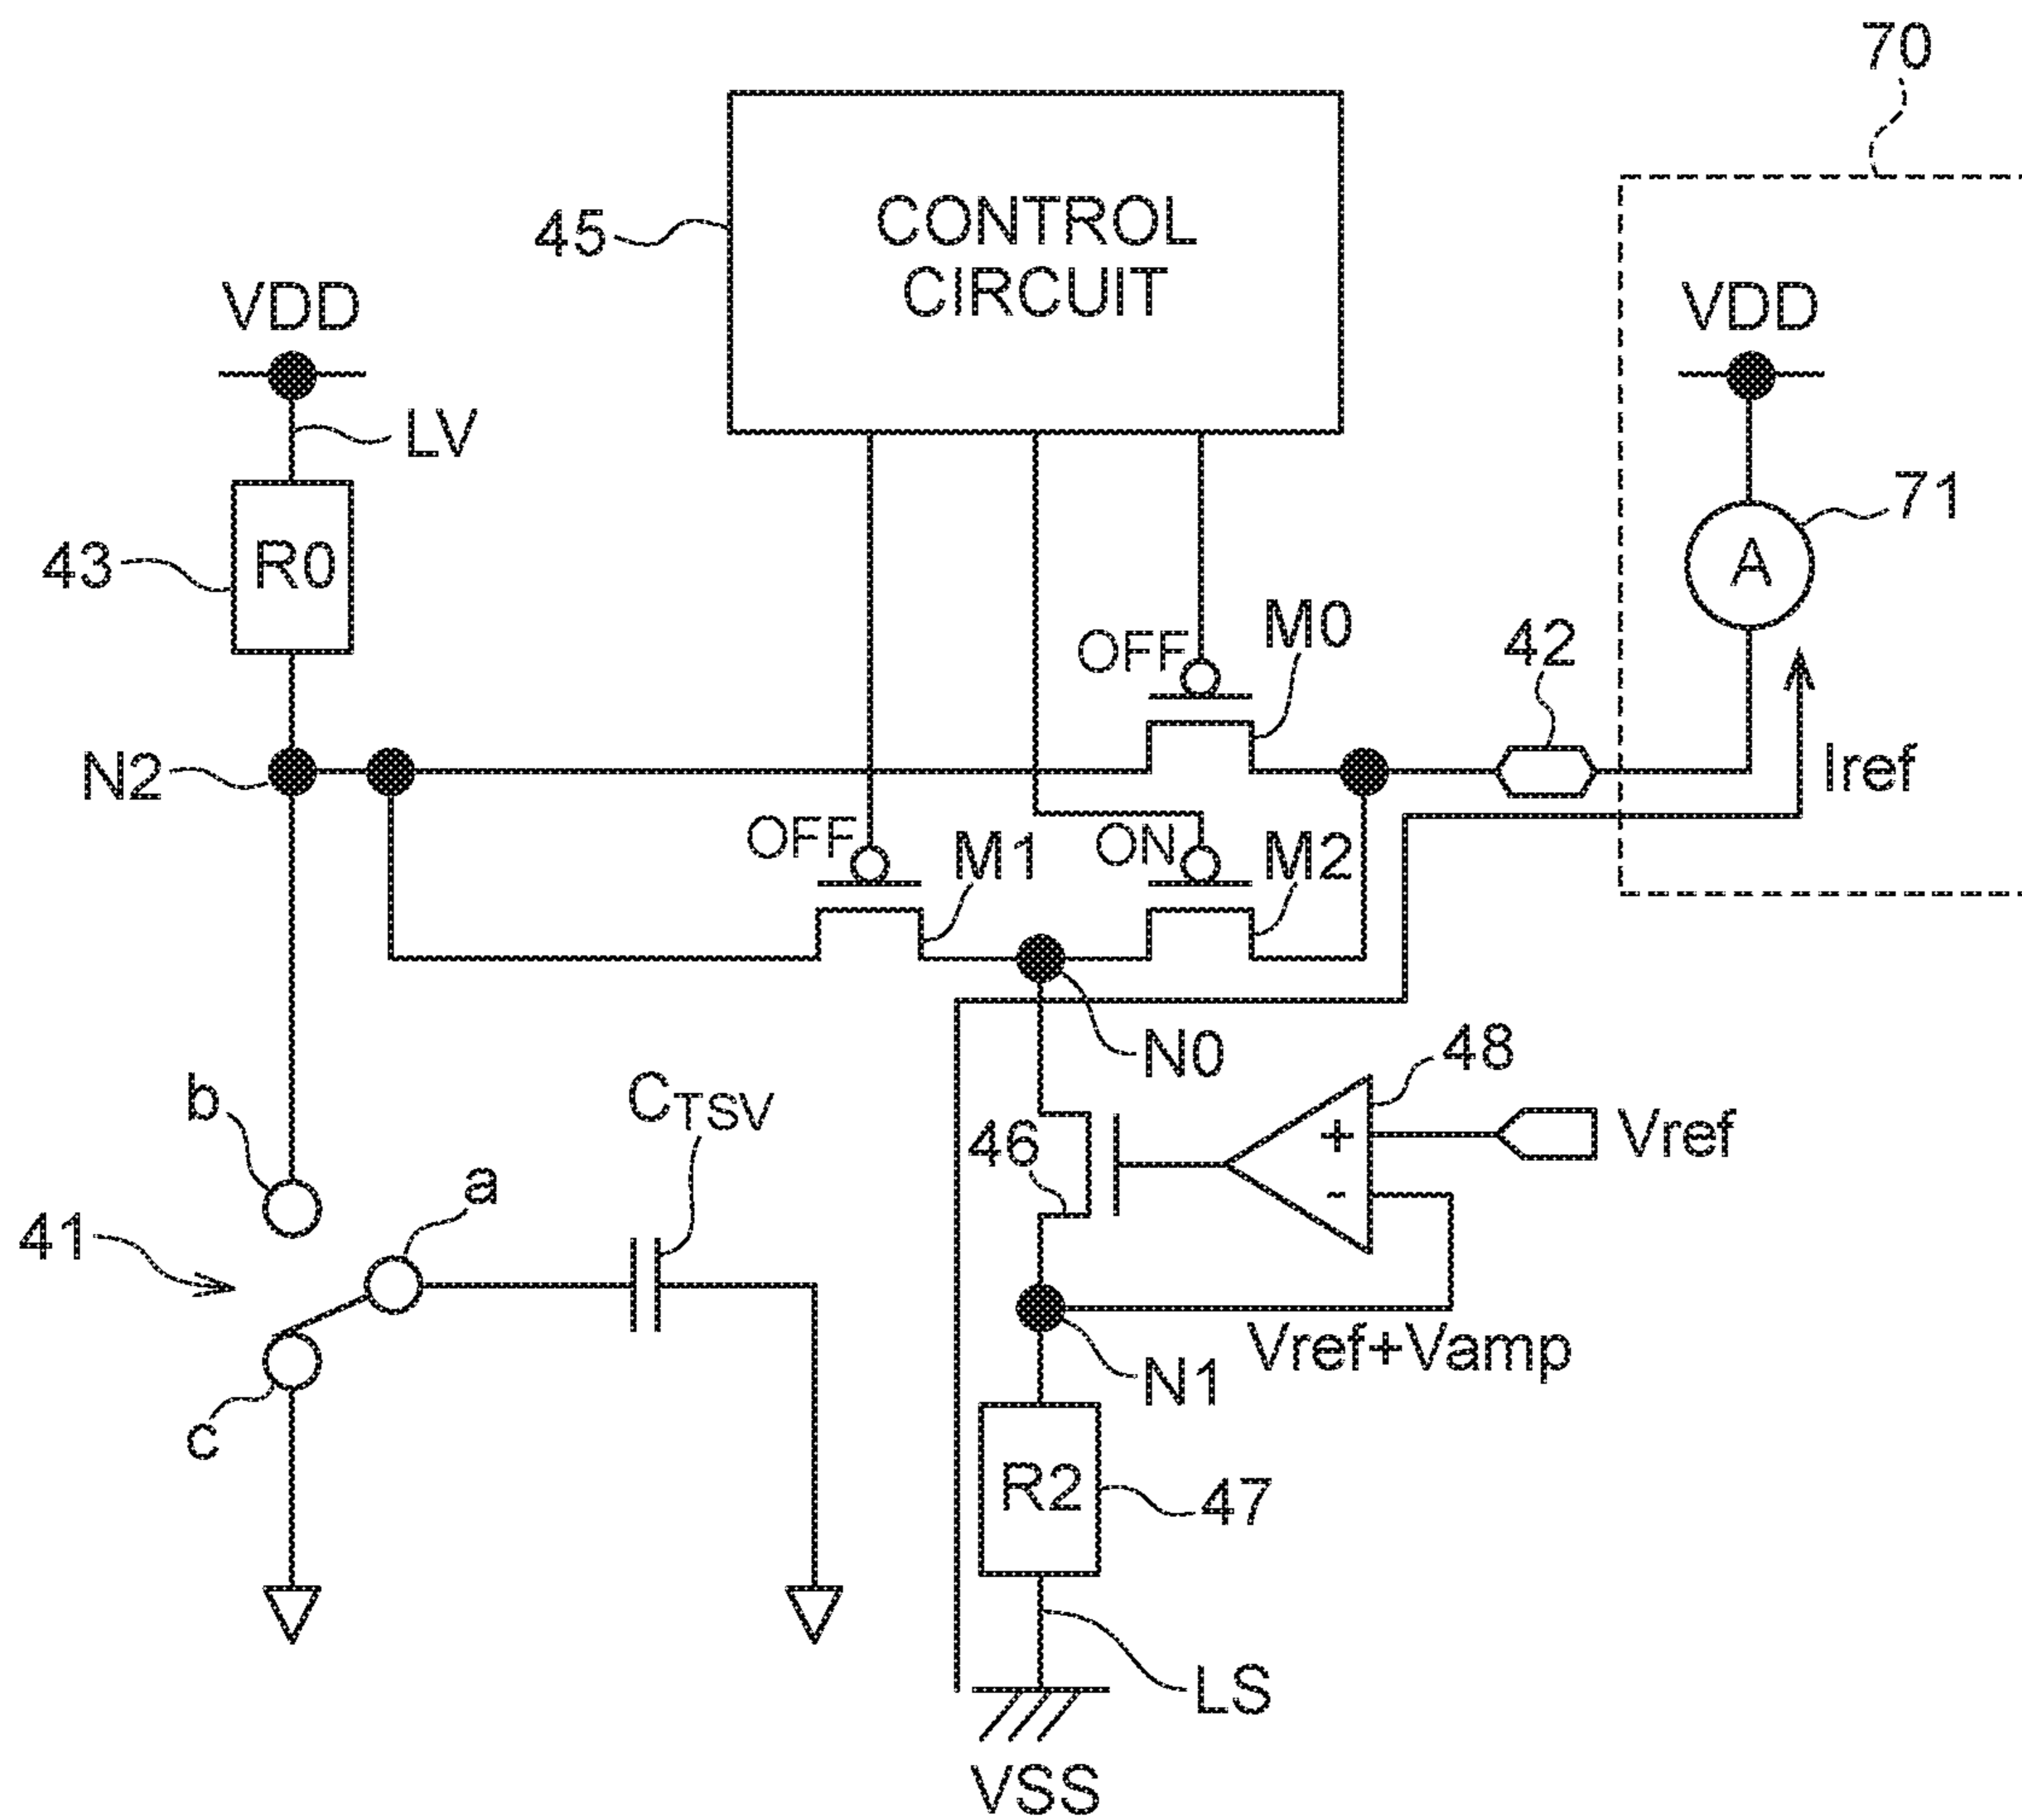 70
CONTROL
CIRCUIT
45
VDD
VDD
LV
71
43
R0
A
OFF
M0
42
N2
Iref
OFF
M1
ON
M2
N0
48
b
CTSV
46
+
Vref
a
-
41
N1
Vref+Vamp
c
R2
47
LS
VSS